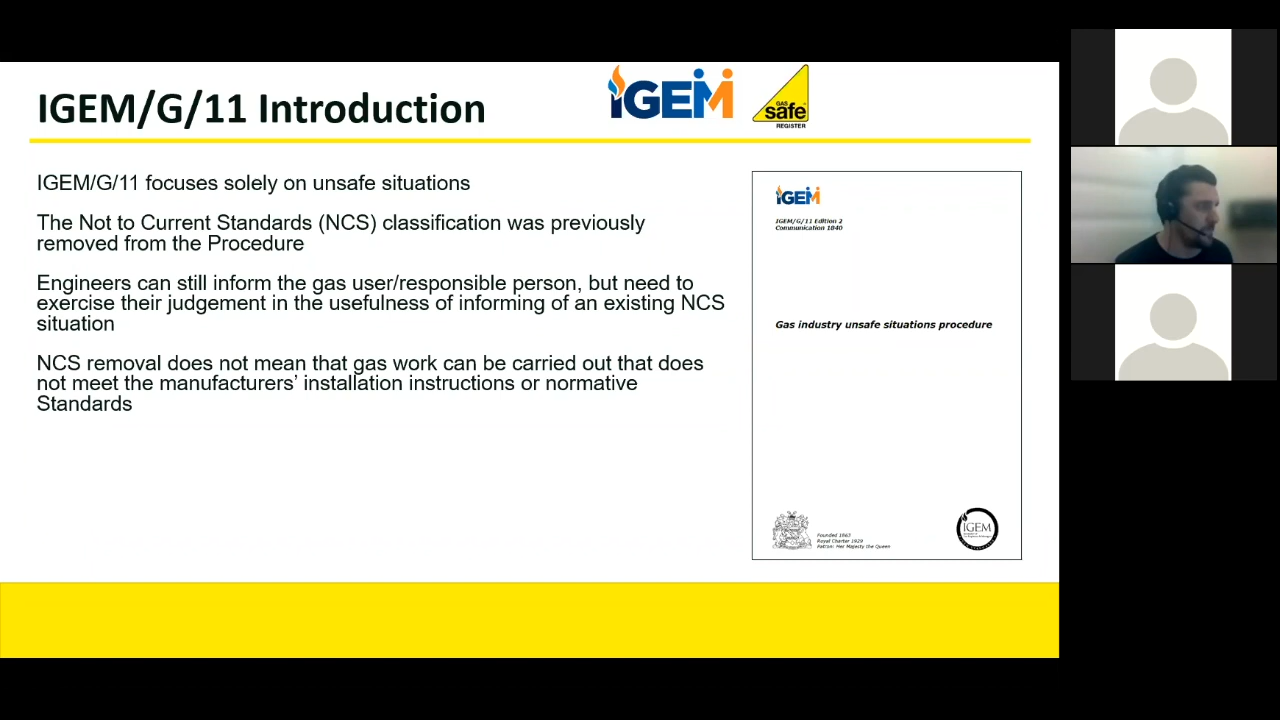 IGEM/G/11 Introduction
IGEM
GAS
safe
REGISTER
IGEM/G/11 focuses solely on unsafe situations
The Not to Current Standards (NCS) classification was previously
removed from the Procedure
Engineers can still inform the gas user/responsible person, but need to
exercise their judgement in the usefulness of informing of an existing NCS
situation
NCS removal does not mean that gas work can be carried out that does
not meet the manufacturers' installation instructions or normative
Standards
IGEM
IGEM/G/11 Edition 2
Communication 1840
Gas industry unsafe situations procedure
Founded 1863
Royal Charter 1929
Patron: Her Majesty the Queen
IGEM